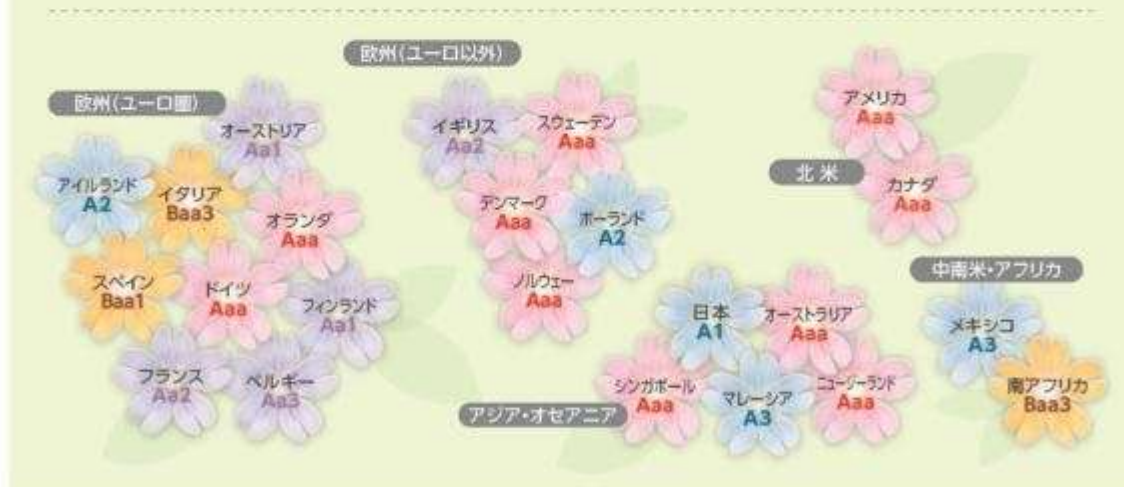 欧州(ユーロ圏)
オーストリア
Aa1
アイルランド
A2
イタリア
Baa3
オランダ
Aaa
スペイン
Baa1
ドイツ
Aaa
フィンランド
Aa1
フランス
Aa2
ベルギー
Aa3
欧州(ユーロ以外)
イギリス
Aa2
スウェーデン
Aaa
デンマーク
Aaa
ポーランド
A2
ノルウェー
Aaa
北米
アメリカ
Aaa
カナダ
Aaa
アジア・オセアニア
日本
A1
オーストラリア
Aaa
シンガポール
Aaa
マレーシア
A3
ニュージーランド
Aaa
中南米・アフリカ
メキシコ
A3
南アフリカ
Baa3